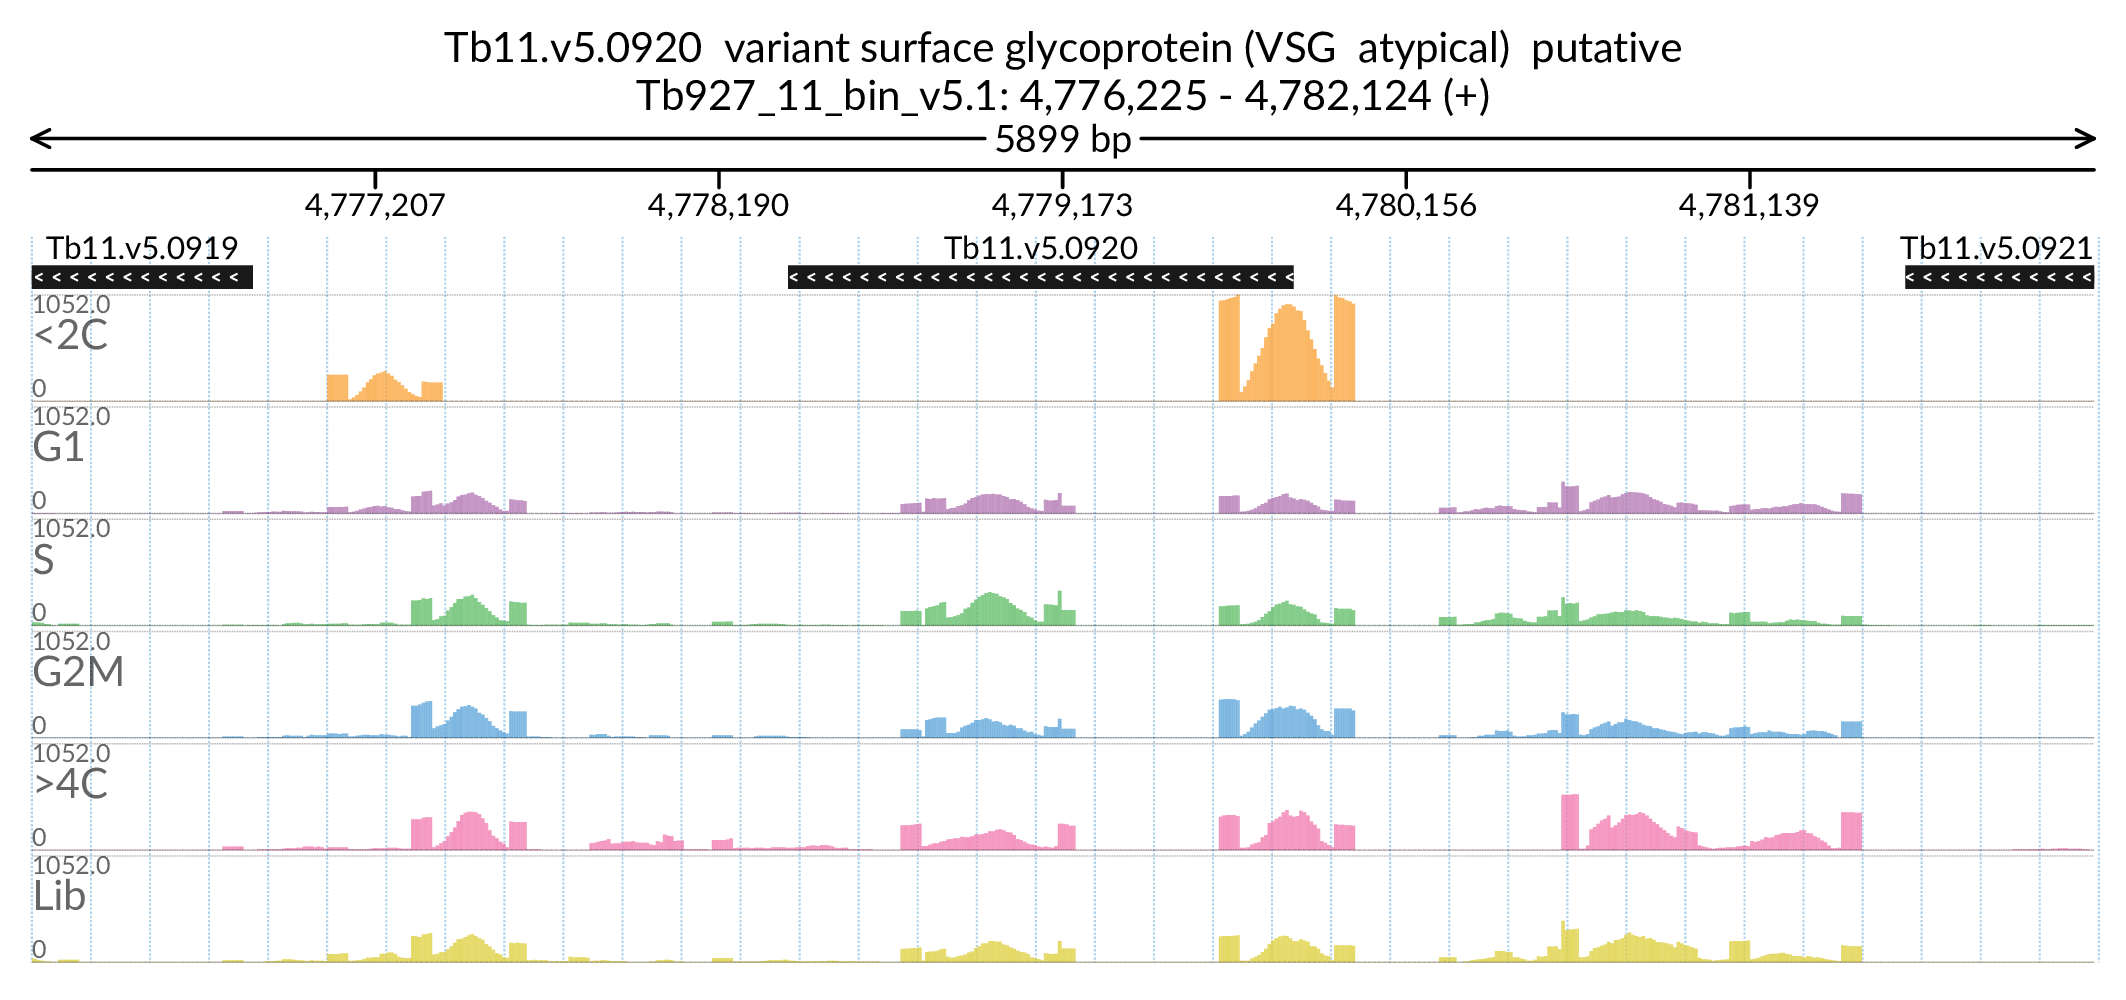 Tb11.v5.0920 variant surface glycoprotein (VSG atypical) putative
Tb927_11_bin_v5.1: 4,776,225 - 4,782,124 (+)
5899 bp
4,777,207 4,778,190 4,779,173 4,780,156 4,781,139
Tb11.v5.0919 Tb11.v5.0920 Tb11.v5.0921
1052.0
<2C
0
1052.0
G1
0
1052.0
S
0
1052.0
G2M
0
1052.0
>4C
0
1052.0
Lib
0